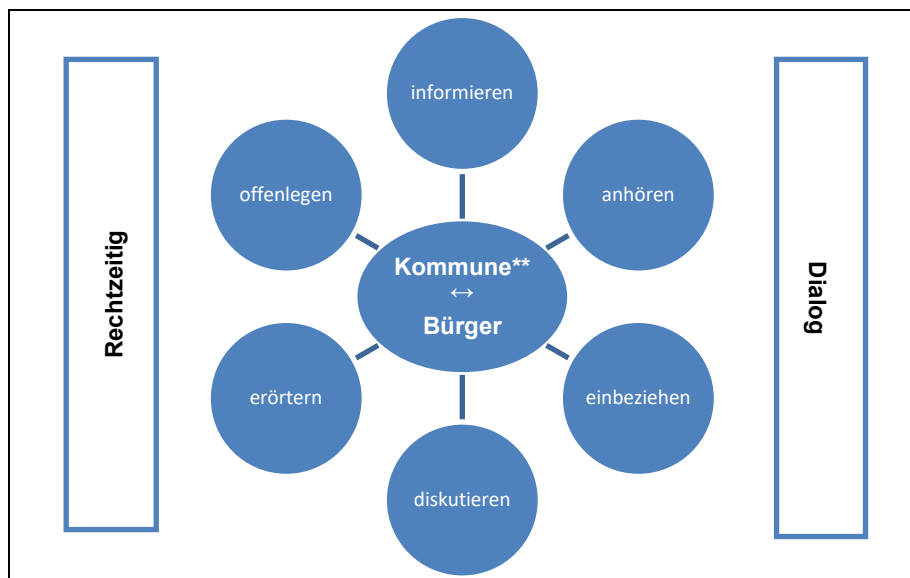 Rechtzeitig
informieren
offenlegen
anhören
Kommune**
↔
Bürger
erörtern
einbeziehen
diskutieren
Dialog